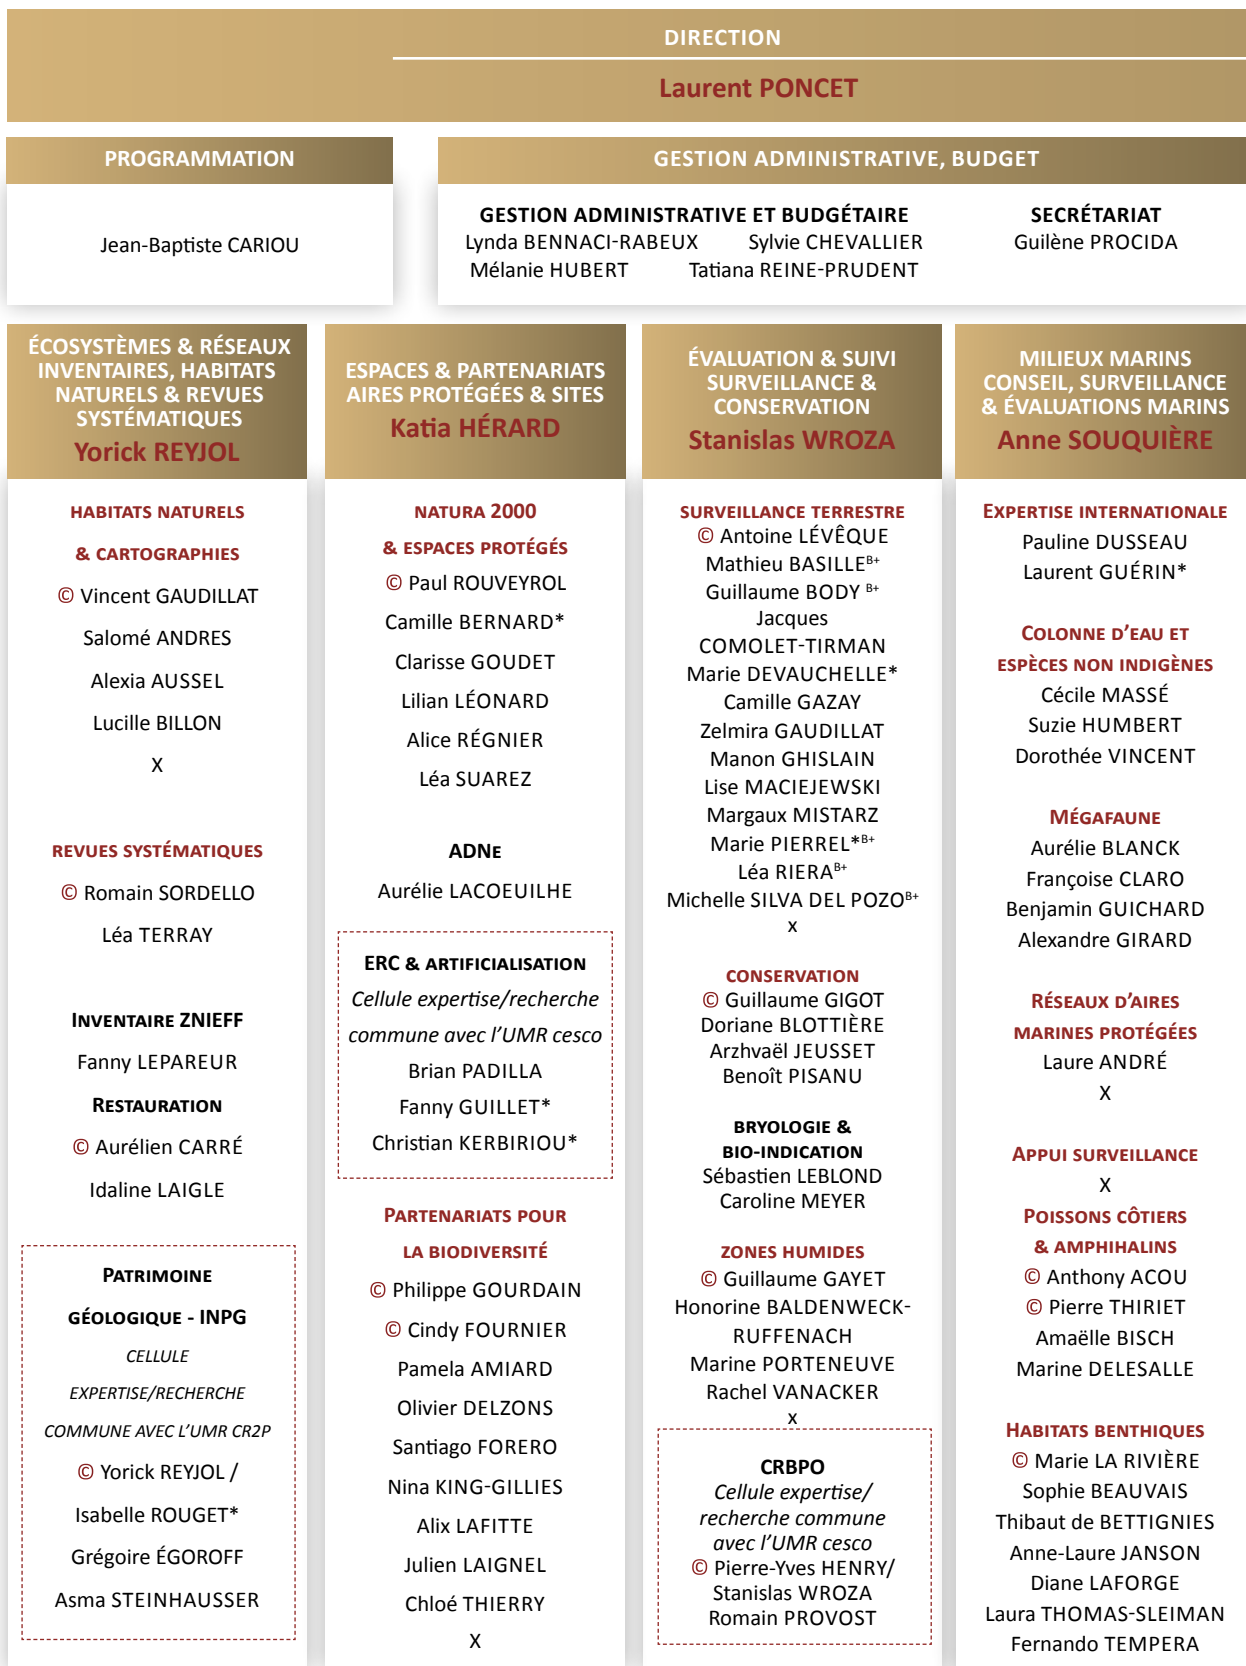 DIRECTION
Laurent PONCET
PROGRAMMATION
Jean-Baptiste CARIOU
GESTION ADMINISTRATIVE, BUDGET
GESTION ADMINISTRATIVE ET BUDGÉTAIRE
Lynda BENNACI-RABEUX Sylvie CHEVALLIER
Mélanie HUBERT Tatiana REINE-PRUDENT
SECRÉTARIAT
Guilène PROCIDA
ÉCOSYSTÈMES & RÉSEAUX
INVENTAIRES, HABITATS
NATURELS & REVUES
SYSTÉMATIQUES
Yorick REYJOL
HABITATS NATURELS
& CARTOGRAPHIES
© Vincent GAUDILLAT
Salomé ANDRES
Alexia AUSSEL
Lucille BILLON
X
REVUES SYSTÉMATIQUES
© Romain SORDELLO
Léa TERRAY
INVENTAIRE ZNIEFF
Fanny LEPAREUR
RESTAURATION
© Aurélien CARRÉ
Idaline LAIGLE
PATRIMOINE
GÉOLOGIQUE - INPG
CELLULE
EXPERTISE/RECHERCHE
COMMUNE AVEC L'UMR CR2P
© Yorick REYJOL /
Isabelle ROUGET*
Grégoire ÉGOROFF
Asma STEINHAUSSER
ESPACES & PARTENARIATS
AIRES PROTÉGÉES & SITES
Katia HÉRARD
NATURA 2000
& ESPACES PROTÉGÉS
© Paul ROUVEYROL
Camille BERNARD*
Clarisse GOUDET
Lilian LÉONARD
Alice RÉGNIER
Léa SUAREZ
ADNE
Aurélie LACOEUILHE
ERC & ARTIFICIALISATION
Cellule expertise/recherche
commune avec l'UMR cesco
Brian PADILLA
Fanny GUILLET*
Christian KERBIRIOU*
PARTENARIATS POUR
LA BIODIVERSITÉ
© Philippe GOURDAIN
© Cindy FOURNIER
Pamela AMIARD
Olivier DELZONS
Santiago FORERO
Nina KING-GILLIES
Alix LAFITTE
Julien LAIGNEL
Chloé THIERRY
X
ÉVALUATION & SUIVI
SURVEILLANCE &
CONSERVATION
Stanislas WROZA
SURVEILLANCE TERRESTRE
© Antoine LÉVÊQUE
Mathieu BASILLE B+
Guillaume BODY B+
Jacques
COMOLET-TIRMAN
Marie DEVAUCHELLE*
Camille GAZAY
Zelmira GAUDILLAT
Manon GHISLAIN
Lise MACIEJEWSKI
Margaux MISTARZ
Marie PIERREL* B+
Léa RIERA B+
Michelle SILVA DEL POZO B+
x
CONSERVATION
© Guillaume GIGOT
Doriane BLOTTIÈRE
Arzhvaël JEUSSET
Benoît PISANU
BRYOLOGIE &
BIO-INDICATION
Sébastien LEBLOND
Caroline MEYER
ZONES HUMIDES
© Guillaume GAYET
Honorine BALDENWECK-
RUFFENACH
Marine PORTENEUVE
Rachel VANACKER
x
CRBPO
Cellule expertise/
recherche commune
avec l'UMR cesco
© Pierre-Yves HENRY/
Stanislas WROZA
Romain PROVOST
MILIEUX MARINS
CONSEIL, SURVEILLANCE
& ÉVALUATIONS MARINS
Anne SOUQUIÈRE
EXPERTISE INTERNATIONALE
Pauline DUSSEAU
Laurent GUÉRIN*
COLONNE D'EAU ET
ESPÈCES NON INDIGÈNES
Cécile MASSÉ
Suzie HUMBERT
Dorothée VINCENT
MÉGAFAUNE
Aurélie BLANCK
Françoise CLARO
Benjamin GUICHARD
Alexandre GIRARD
RÉSEAUX D'AIRES
MARINES PROTÉGÉES
Laure ANDRÉ
X
APPUI SURVEILLANCE
X
POISSONS CÔTIERS
& AMPHIHALINS
© Anthony ACOU
© Pierre THIRIET
Amaëlle BISCH
Marine DELESALLE
HABITATS BENTHIQUES
© Marie LA RIVIÈRE
Sophie BEAUVAIS
Thibaut de BETTIGNIES
Anne-Laure JANSON
Diane LAFORGE
Laura THOMAS-SLEIMAN
Fernando TEMPERA